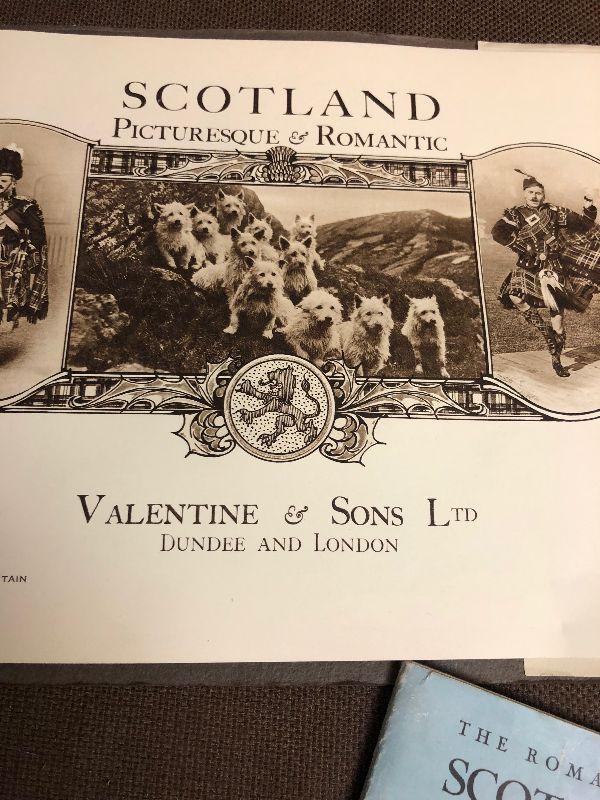 SCOTLAND
PICTURESQUE & ROMANTIC
VALENTINE & SONS LTD
DUNDEE AND LONDON
TAIN
THE ROMA
SCOT